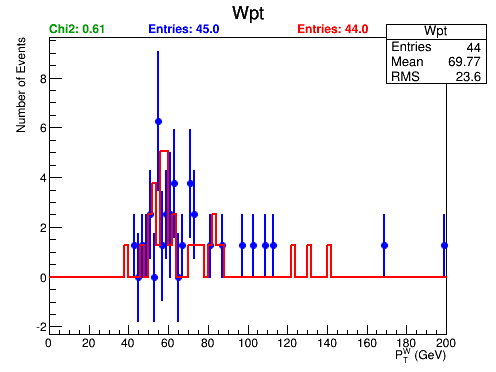 Wpt
Chi2: 0.61 Entries: 45.0 Entries: 44.0
Wpt
Entries 44
Mean 69.77
RMS 23.6
Number of Events
8
6
4
2
0
-2
0 20 40 60 80 100 120 140 160 180 200
P_T^W (GeV)